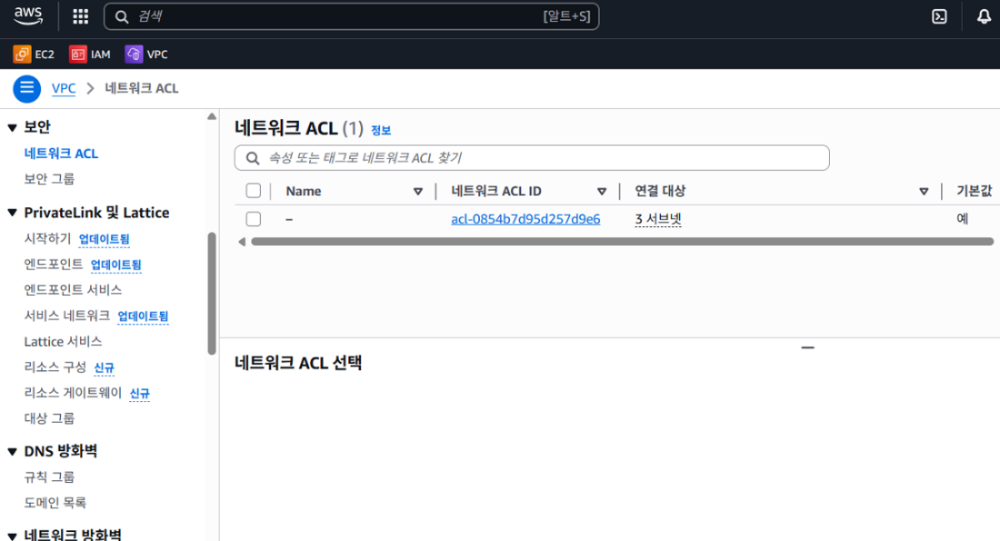 aws
검색 [알트+S]
EC2 IAM VPC
VPC 네트워크 ACL
보안
네트워크 ACL
보안 그룹
PrivateLink 및 Lattice
시작하기 업데이트됨
엔드포인트 업데이트됨
엔드포인트 서비스
서비스 네트워크 업데이트됨
Lattice 서비스
리소스 구성 신규
리소스 게이트웨이 신규
대상 그룹
DNS 방화벽
규칙 그룹
도메인 목록
네트워크 방화벽
네트워크 ACL (1) 정보
속성 또는 태그로 네트워크 ACL 찾기
Name 네트워크 ACL ID 연결 대상 기본값
– acl-0854b7d95d257d9e6 3 서브넷 예
네트워크 ACL 선택